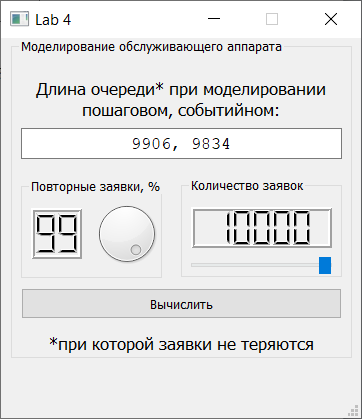 Lab 4
Моделирование обслуживающего аппарата
Длина очереди* при моделировании
пошаговом, событийном:
9906, 9834
Повторные заявки, %
Количество заявок
99
10000
Вычислить
*при которой заявки не теряются